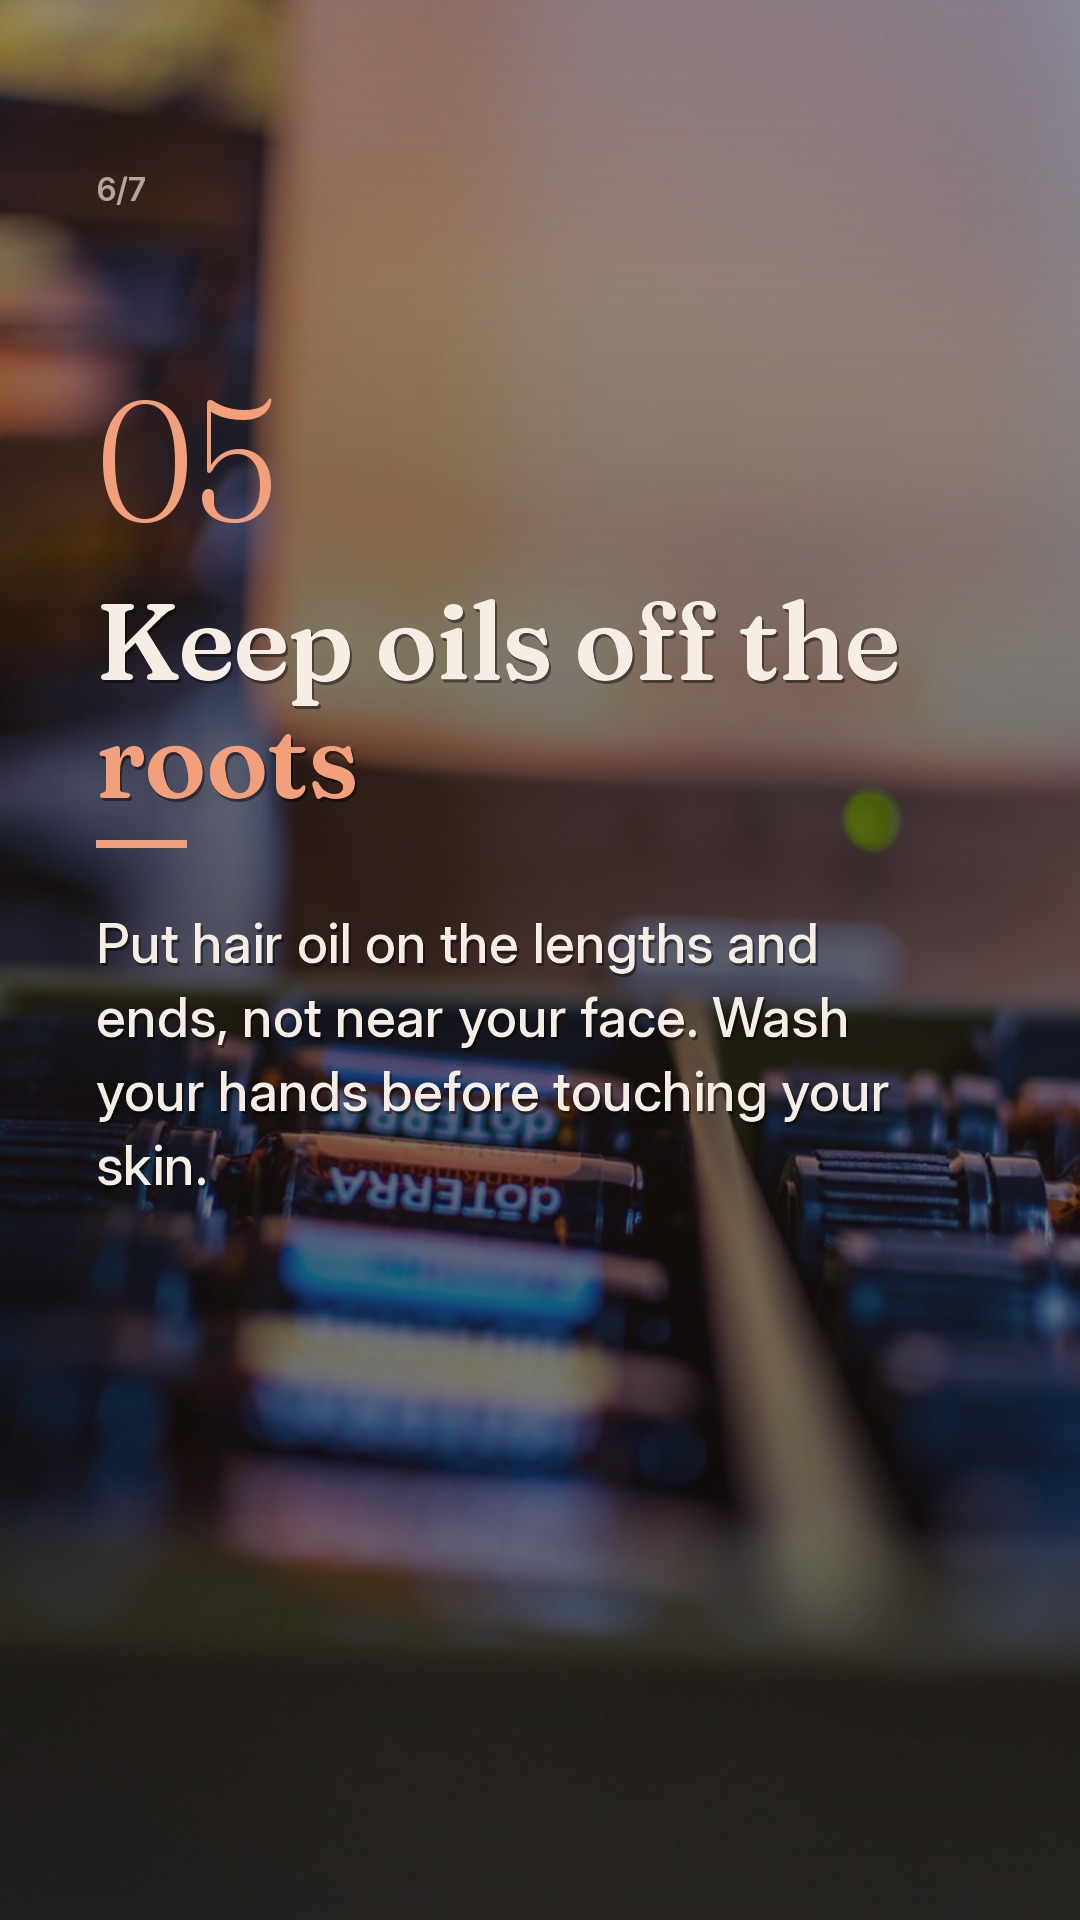 6/7
05
Keep oils off the
roots
Put hair oil on the lengths and
ends, not near your face. Wash
your hands before touching your
skin.
dōTERRA
dōTERRA